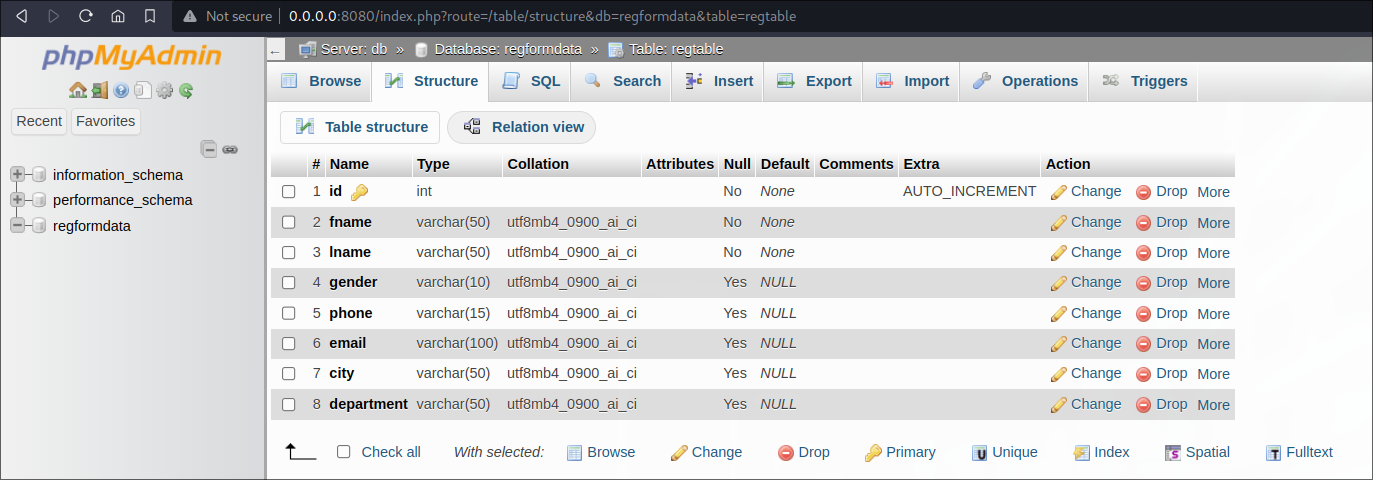 Not secure 0.0.0.0:8080/index.php?route=/table/structure&db=regformdata&table=regtable
phpMyAdmin
Recent Favorites
information_schema
performance_schema
regformdata
← Server: db » Database: regformdata » Table: regtable
Browse Structure SQL Search Insert Export Import Operations Triggers
Table structure Relation view
# Name Type Collation Attributes Null Default Comments Extra Action
1 id int No None AUTO_INCREMENT Change Drop More
2 fname varchar(50) utf8mb4_0900_ai_ci No None Change Drop More
3 lname varchar(50) utf8mb4_0900_ai_ci No None Change Drop More
4 gender varchar(10) utf8mb4_0900_ai_ci Yes NULL Change Drop More
5 phone varchar(15) utf8mb4_0900_ai_ci Yes NULL Change Drop More
6 email varchar(100) utf8mb4_0900_ai_ci Yes NULL Change Drop More
7 city varchar(50) utf8mb4_0900_ai_ci Yes NULL Change Drop More
8 department varchar(50) utf8mb4_0900_ai_ci Yes NULL Change Drop More
Check all With selected: Browse Change Drop Primary Unique Index Spatial Fulltext